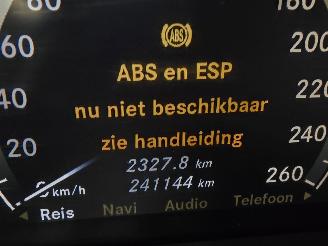 60
40
20
0 km/h
160
200
220
240
260
ABS
ABS en ESP
nu niet beschikbaar
zie handleiding
2327.8 km
241144 km
Reis Navi Audio Telefoon